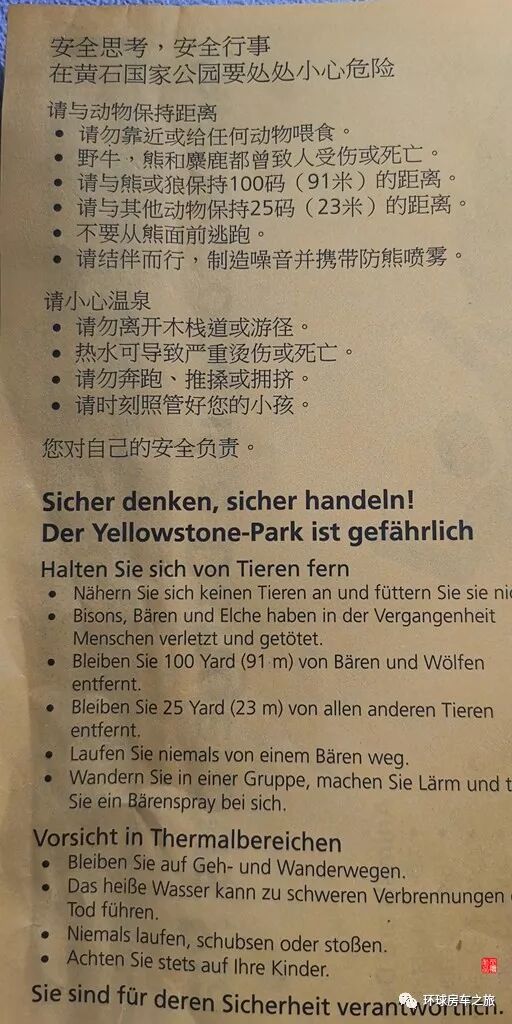 安全思考，安全行事
在黄石国家公园要处处小心危险
请与动物保持距离
• 请勿靠近或给任何动物喂食。
• 野牛，熊和麋鹿都曾致人受伤或死亡。
• 请与熊或狼保持100码（91米）的距离。
• 请与其他动物保持25码（23米）的距离。
• 不要从熊面前逃跑。
• 请结伴而行，制造噪音并携带防熊喷雾。
请小心温泉
• 请勿离开木栈道或游径。
• 热水可导致严重烫伤或死亡。
• 请勿奔跑、推搡或拥挤。
• 请时刻照管好您的小孩。
您对自己的安全负责。
Sicher denken, sicher handeln!
Der Yellowstone-Park ist gefährlich
Halten Sie sich von Tieren fern
• Nähern Sie sich keinen Tieren an und füttern Sie sie
• Bisons, Bären und Elche haben in der Vergangenheit
Menschen verletzt und getötet.
• Bleiben Sie 100 Yard (91 m) von Bären und Wölfen
entfernt.
• Bleiben Sie 25 Yard (23 m) von allen anderen Tieren
entfernt.
• Laufen Sie niemals von einem Bären weg.
• Wandern Sie in einer Gruppe, machen Sie Lärm und
Sie ein Bärenspray bei sich.
Vorsicht in Thermalbereichen
• Bleiben Sie auf Geh- und Wanderwegen.
• Das heiße Wasser kann zu schweren Verbrennungen
Tod führen.
• Niemals laufen, schubsen oder stoßen.
• Achten Sie stets auf Ihre Kinder.
Sie sind für deren Sicherheit verantwortlich.
环球房车之旅